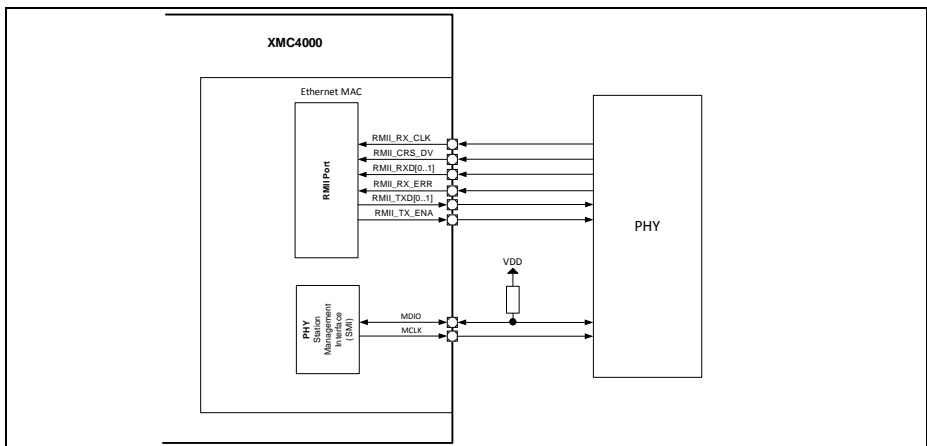 XMC4000
Ethernet MAC
RMII Port
RMII_RX_CLK
RMII_CRS_DV
RMII_RXD[0..1]
RMII_RX_ERR
RMII_TXD[0..1]
RMII_TX_ENA
PHY
VDD
PHY
Station
Management
Interface
(SMI)
MDIO
MCLK